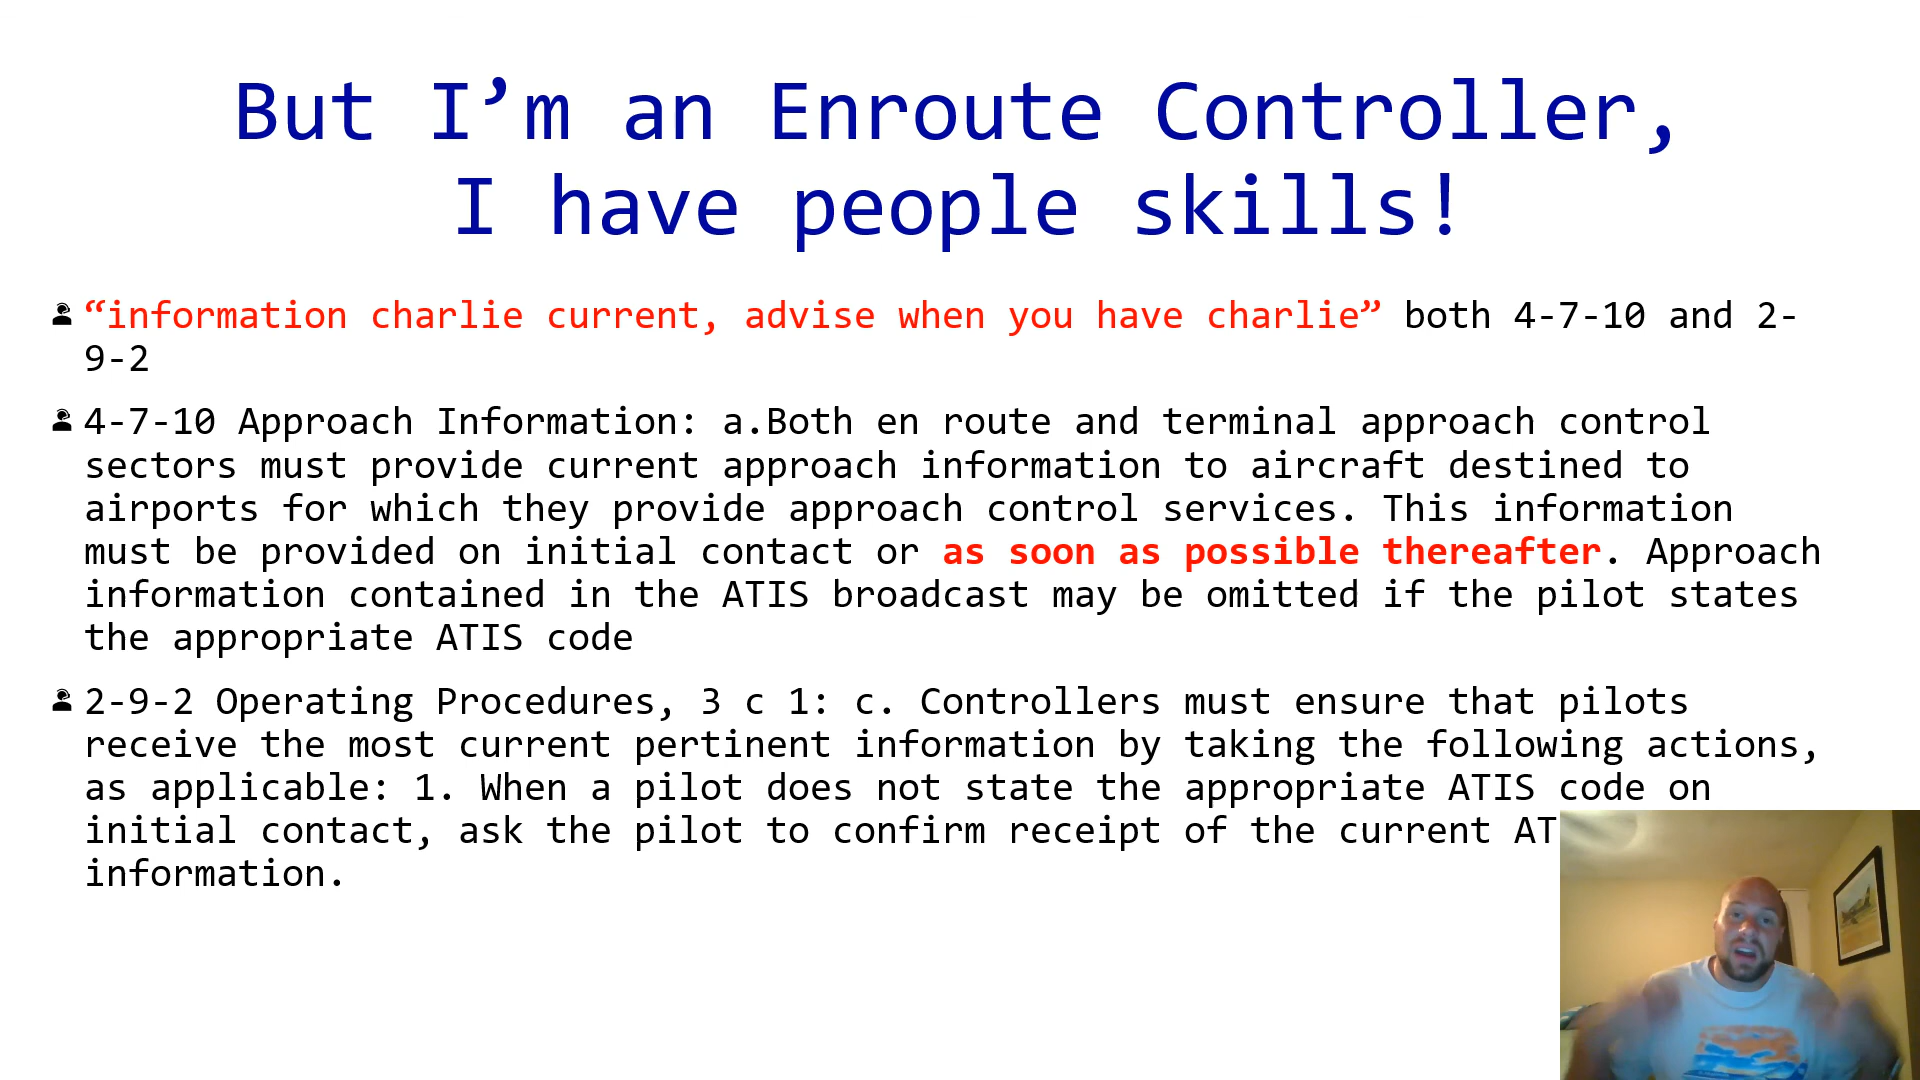 But I’m an Enroute Controller,
I have people skills!
“information charlie current, advise when you have charlie” both 4-7-10 and 2-
9-2
4-7-10 Approach Information: a.Both en route and terminal approach control
sectors must provide current approach information to aircraft destined to
airports for which they provide approach control services. This information
must be provided on initial contact or as soon as possible thereafter. Approach
information contained in the ATIS broadcast may be omitted if the pilot states
the appropriate ATIS code
2-9-2 Operating Procedures, 3 c 1: c. Controllers must ensure that pilots
receive the most current pertinent information by taking the following actions,
as applicable: 1. When a pilot does not state the appropriate ATIS code on
initial contact, ask the pilot to confirm receipt of the current AT
information.